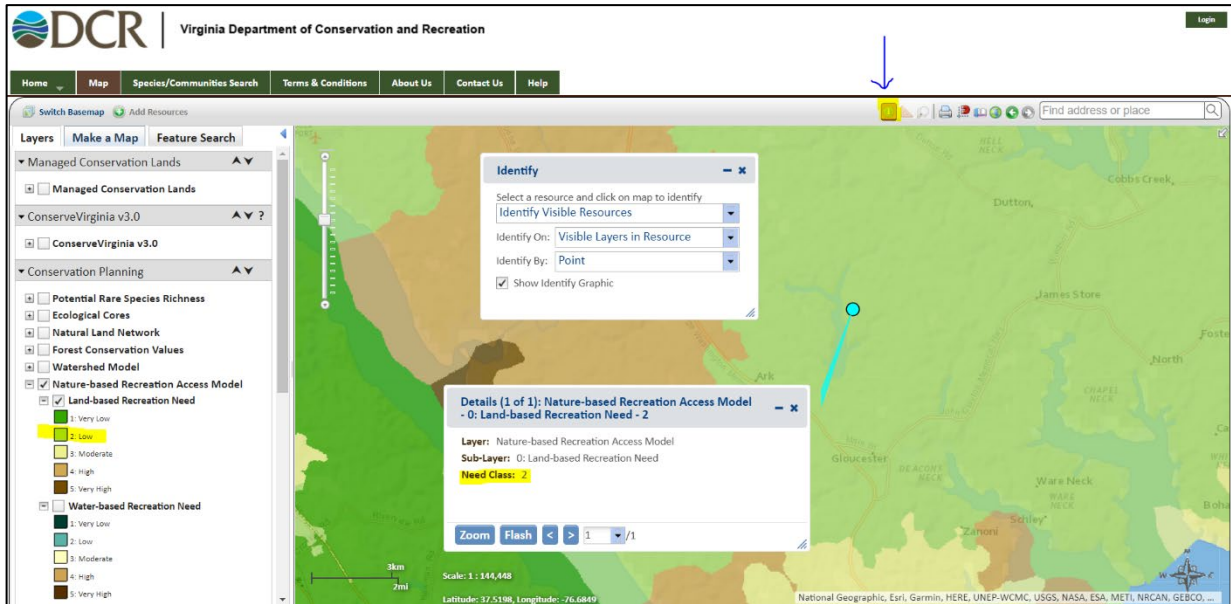 DCR
Virginia Department of Conservation and Recreation
Login
Home
Map
Species/Communities Search
Terms & Conditions
About Us
Contact Us
Help
Switch Basemap
Add Resources
Find address or place
Layers
Make a Map
Feature Search
Managed Conservation Lands
Managed Conservation Lands
ConserveVirginia v3.0
?
ConserveVirginia v3.0
Conservation Planning
Potential Rare Species Richness
Ecological Cores
Natural Land Network
Forest Conservation Values
Watershed Model
Nature-based Recreation Access Model
Land-based Recreation Need
1: Very Low
2: Low
3: Moderate
4: High
5: Very High
Water-based Recreation Need
1: Very Low
2: Low
3: Moderate
4: High
5: Very High
Identify
Select a resource and click on map to identify
Identify Visible Resources
Identify On: Visible Layers in Resource
Identify By: Point
Show Identify Graphic
Details (1 of 1): Nature-based Recreation Access Model
- 0: Land-based Recreation Need - 2
Layer: Nature-based Recreation Access Model
Sub-Layer: 0: Land-based Recreation Need
Need Class: 2
Zoom
Flash
<
>
1
/1
HELL
NECK
Cobbs Creek
Dutton
James Store
North
CHAPEL
NECK
Ark
Gloucester
DEACONS
NECK
Ware Neck
WARE
NECK
Schley
Zanoni
3km
2mi
Scale: 1 : 144,448
Latitude: 37.5198, Longitude: -76.6849
National Geographic, Esri, Garmin, HERE, UNEP-WCMC, USGS, NASA, ESA, METI, NRCAN, GEBCO, ...